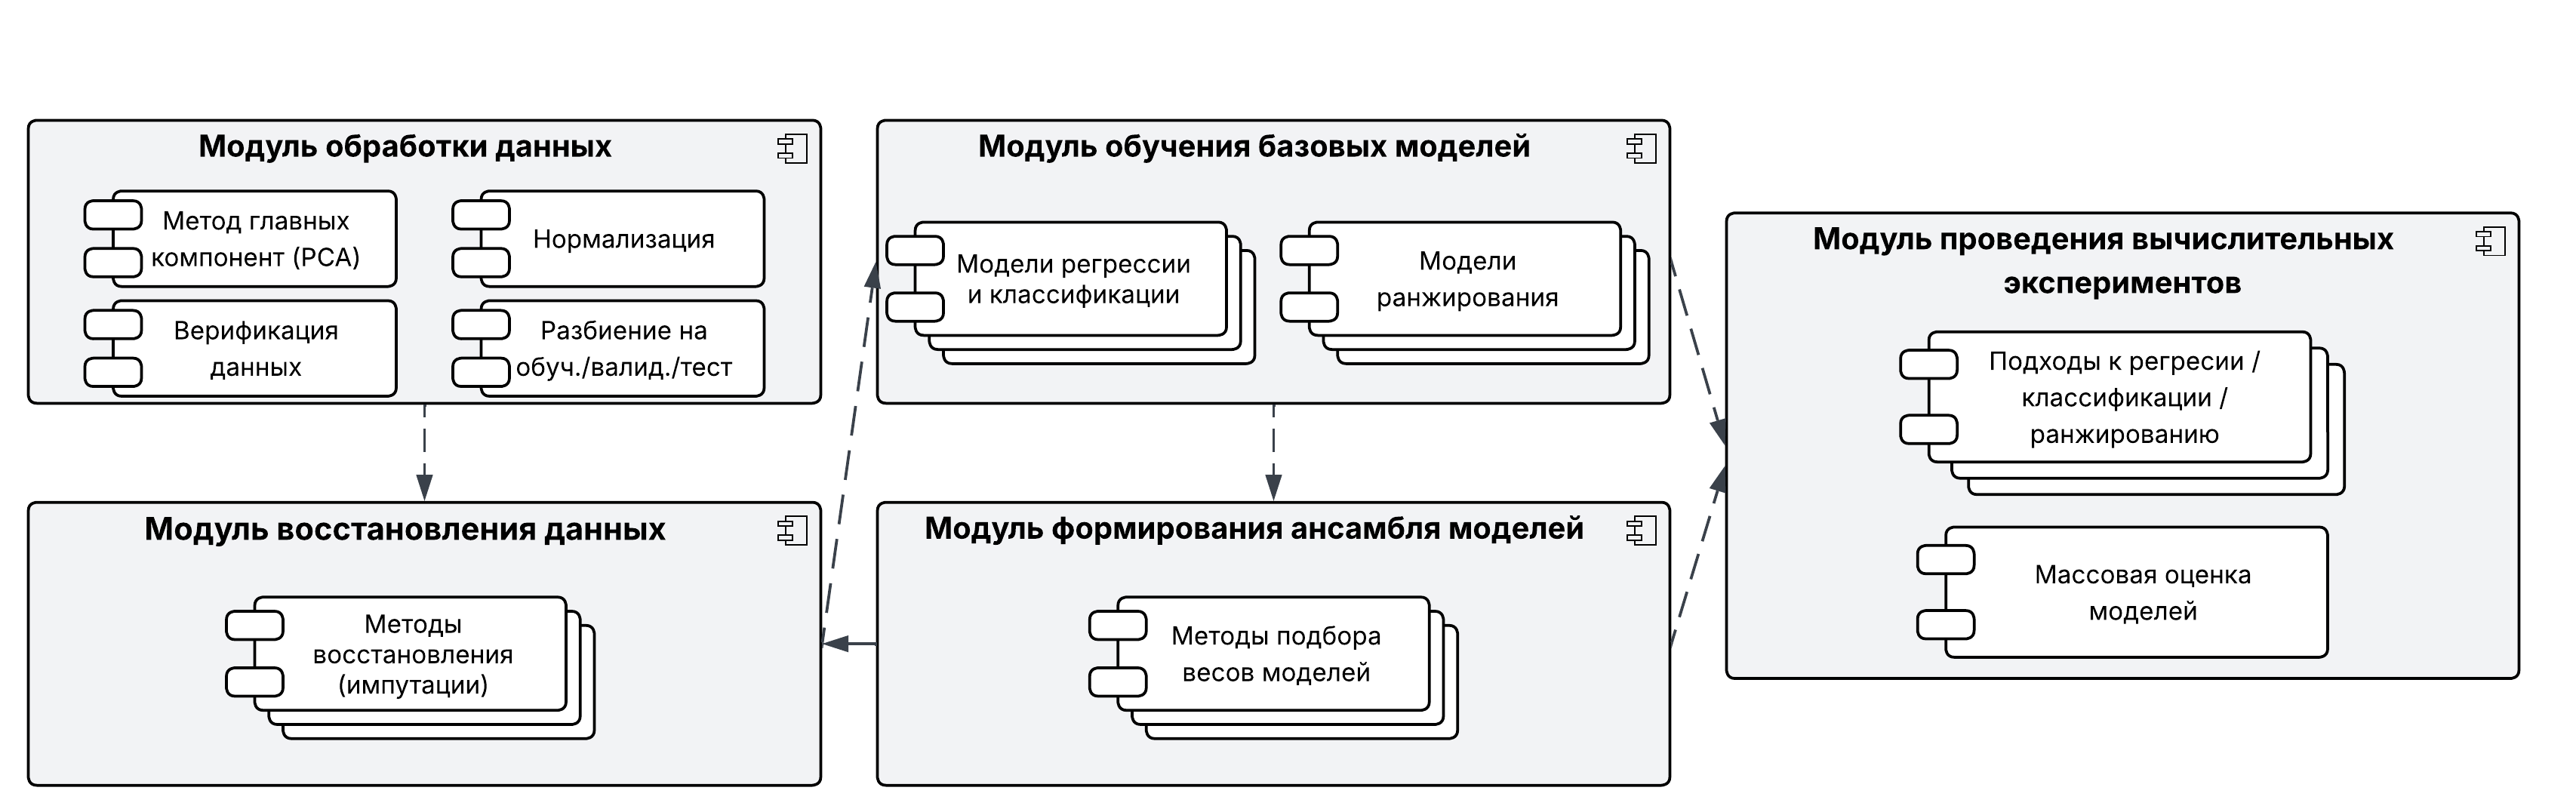 Модуль обработки данных
Метод главных
компонент (PCA)
Нормализация
Верификация
данных
Разбиение на
обуч./валид./тест
Модуль обучения базовых моделей
Модели регрессии
и классификации
Модели
ранжирования
Модуль восстановления данных
Методы
восстановления
(импутации)
Модуль формирования ансамбля моделей
Методы подбора
весов моделей
Модуль проведения вычислительных
экспериментов
Подходы к регресии /
классификации /
ранжированию
Массовая оценка
моделей